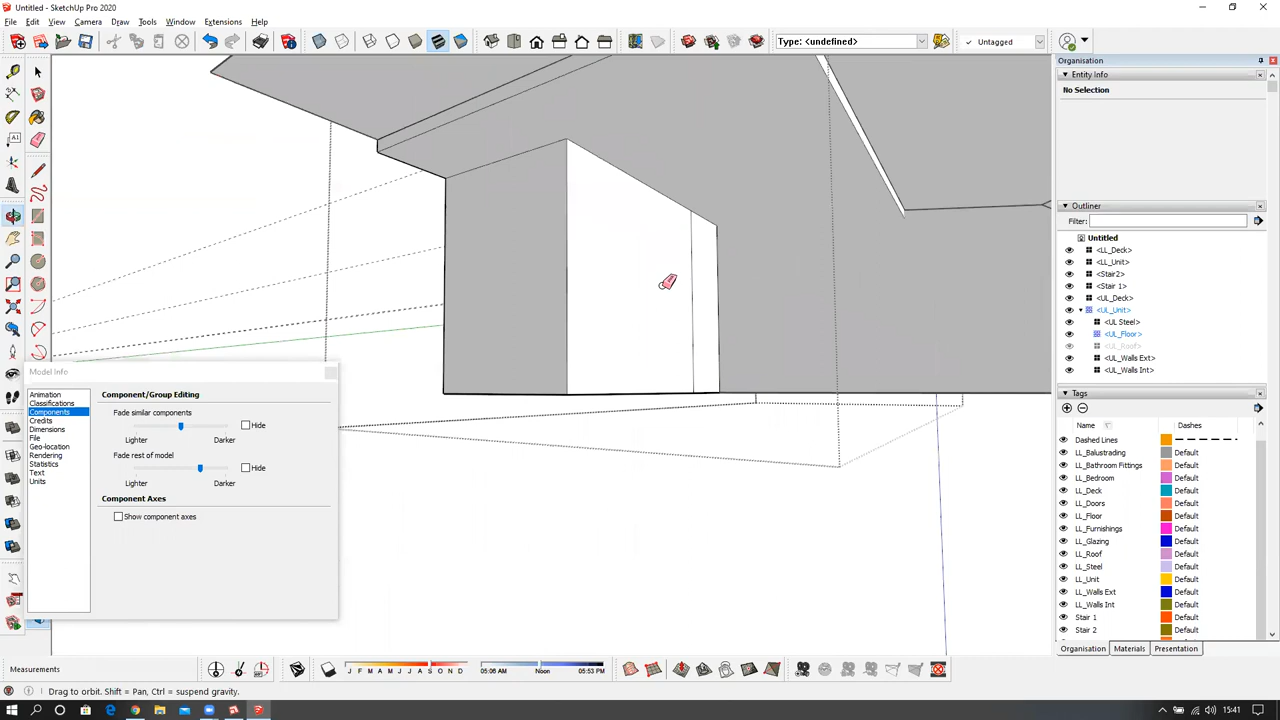 Untitled - SketchUp Pro 2020
File Edit View Camera Draw Tools Window Extensions Help
Type: <undefined>
Untagged
Organisation
Entity Info
No Selection
Outliner
Filter:
Untitled
<LL_Deck>
<LL_Unit>
<Stair2>
<Stair 1>
<UL_Deck>
<UL_Unit>
<UL Steel>
<UL_Floor>
<UL_Roof>
<UL_Walls Ext>
<UL_Walls Int>
Tags
Name Dashes
Dashed Lines
LL_Balustrading Default
LL_Bathroom Fittings Default
LL_Bedroom Default
LL_Deck Default
LL_Doors Default
LL_Floor Default
LL_Furnishings Default
LL_Glazing Default
LL_Roof Default
LL_Steel Default
LL_Unit Default
LL_Walls Ext Default
LL_Walls Int Default
Stair 1 Default
Stair 2 Default
Organisation Materials Presentation
Model Info
Animation
Classifications
Components
Credits
Dimensions
File
Geo-location
Rendering
Statistics
Text
Units
Component/Group Editing
Fade similar components
Hide
Lighter Darker
Fade rest of model
Hide
Lighter Darker
Component Axes
Show component axes
Measurements
J F M A M J J A S O N D
05:06 AM Noon 05:53 PM
Drag to orbit. Shift = Pan, Ctrl = suspend gravity.
15:41